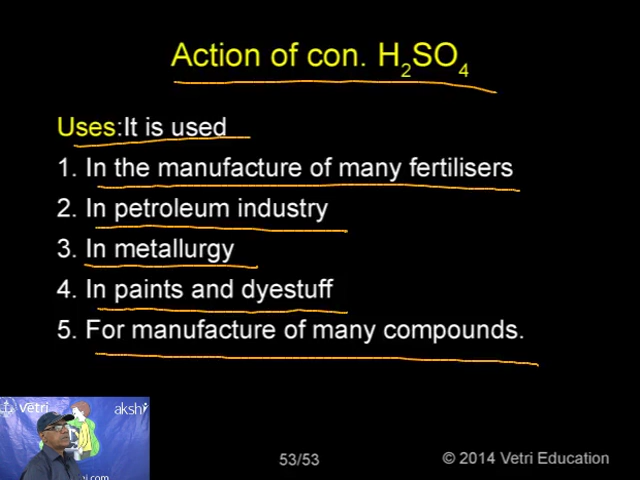 Action of con. H₂SO₄
Uses:It is used
1. In the manufacture of many fertilisers
2. In petroleum industry
3. In metallurgy
4. In paints and dyestuff
5. For manufacture of many compounds.
Vetri
akshi
i.com
53/53
© 2014 Vetri Education